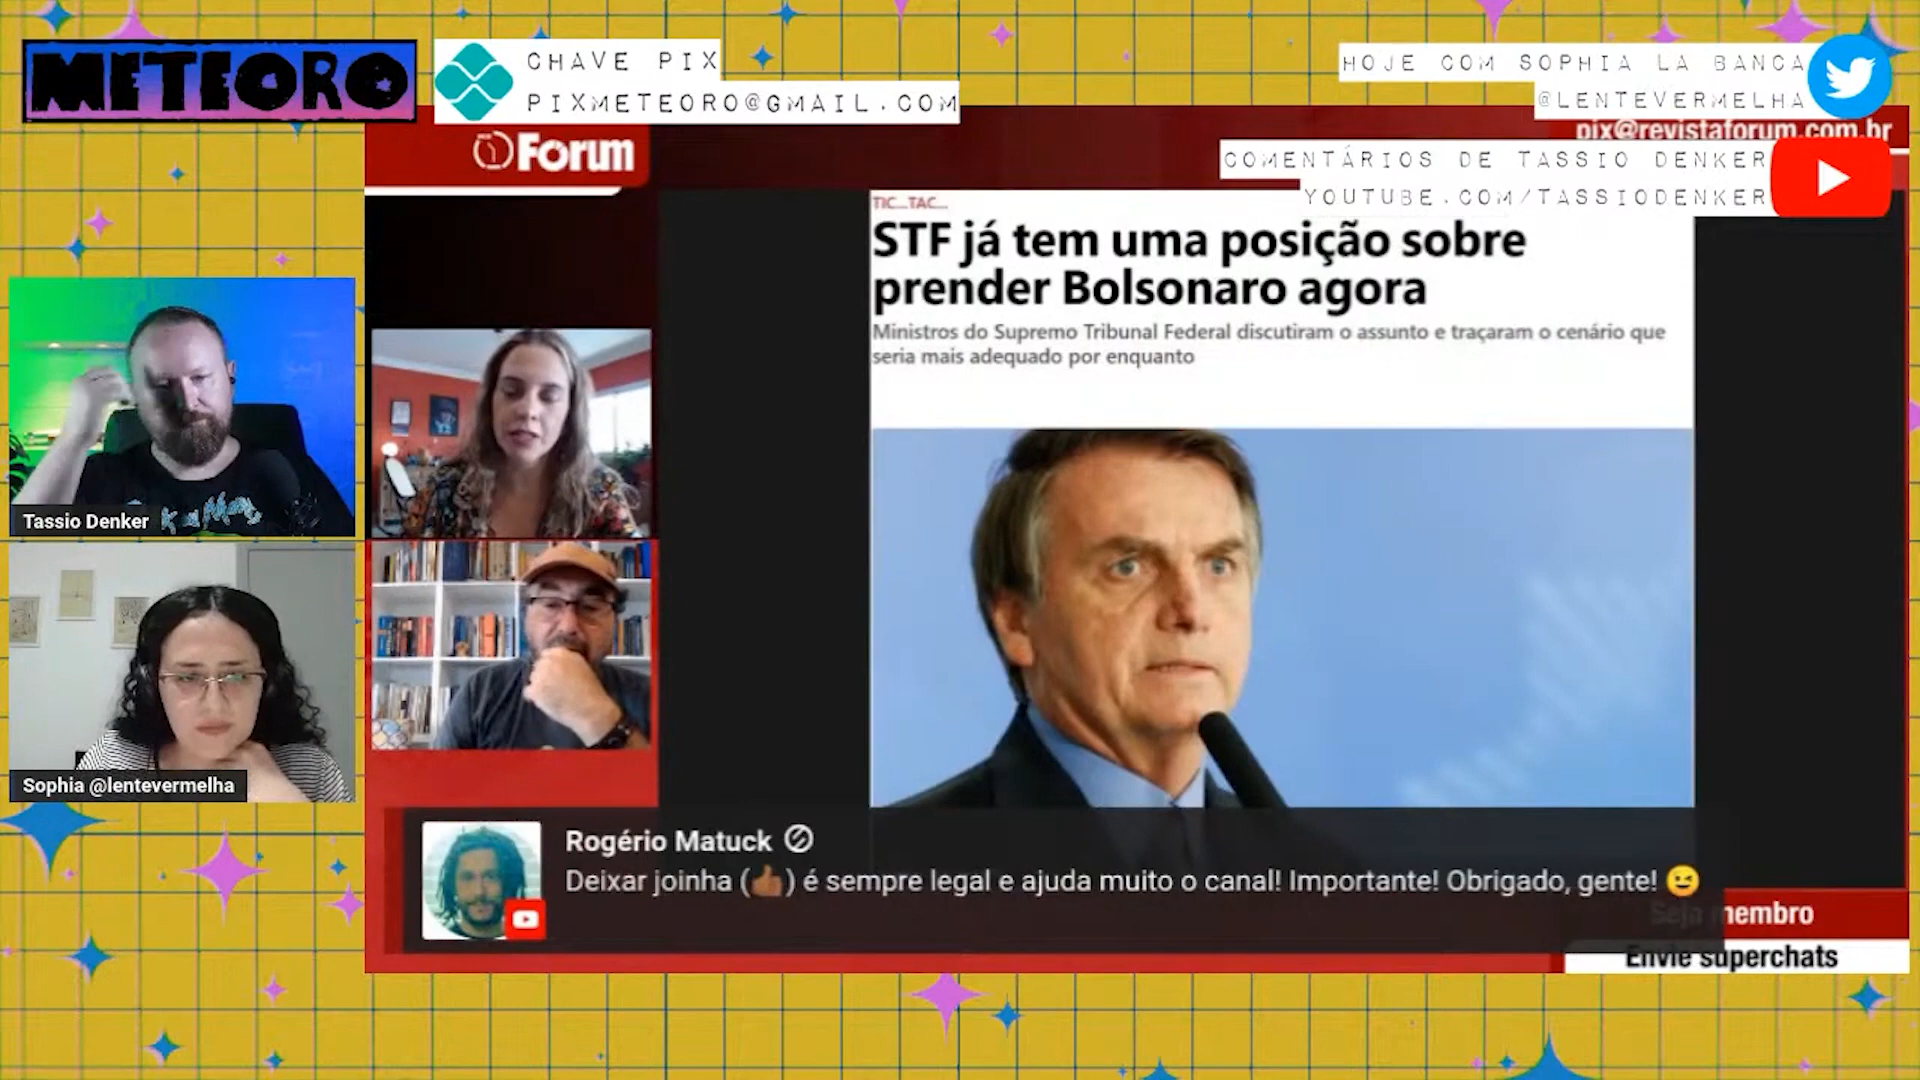 METEORO
CHAVE PIX
PIXMETEORO@GMAIL.COM
HOJE COM SOPHIA LA BANCA
@LENTEVERMELHA
pix@revistaforum.com.br
COMENTÁRIOS DE TASSIO DENKER
YOUTUBE.COM/TASSIODENKER
Forum
TIC...TAC...
STF já tem uma posição sobre
prender Bolsonaro agora
Ministros do Supremo Tribunal Federal discutiram o assunto e traçaram o cenário que
seria mais adequado por enquanto
Tassio Denker
Sophia @lentevermelha
Rogério Matuck
Deixar joinha (👍🏾) é sempre legal e ajuda muito o canal! Importante! Obrigado, gente! 😉
Seja membro
Envie superchats